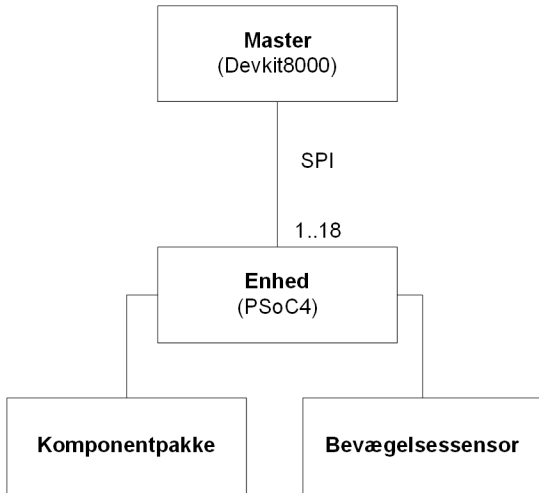 Master
(Devkit8000)
SPI
1..18
Enhed
(PSoC4)
Komponentpakke
Bevægelsessensor